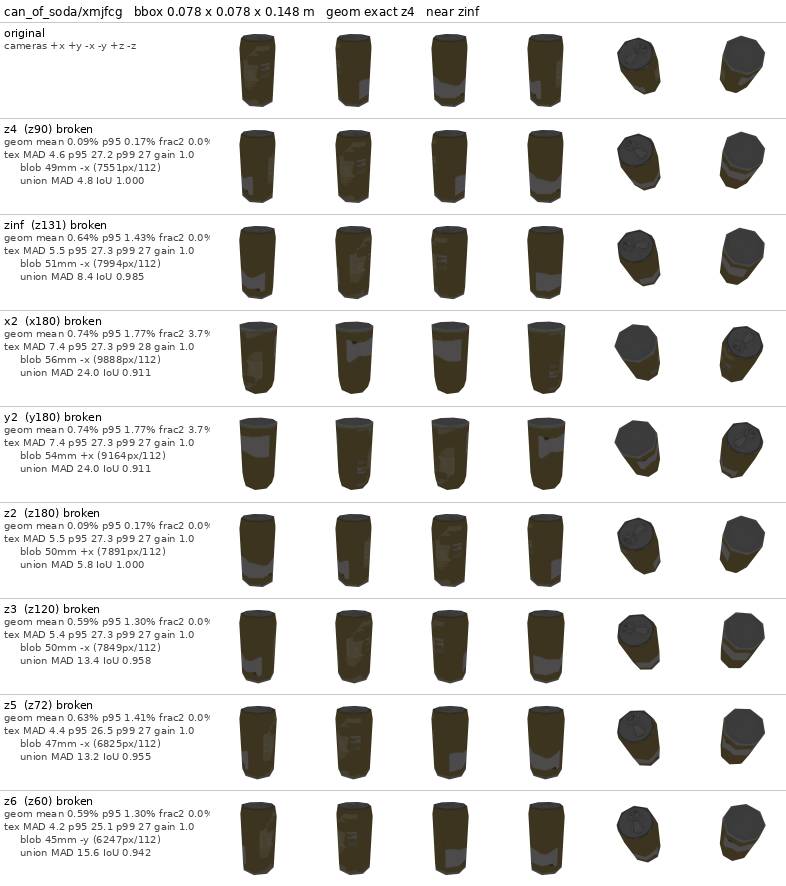 can_of_soda/xmjfcg bbox 0.078 x 0.078 x 0.148 m geom exact z4 near zinf
original
cameras +x +y -x -y +z -z
z4 (z90) broken
geom mean 0.09% p95 0.17% frac2 0.0%
tex MAD 4.6 p95 27.2 p99 27 gain 1.0
blob 49mm -x (7551px/112)
union MAD 4.8 IoU 1.000
zinf (z131) broken
geom mean 0.64% p95 1.43% frac2 0.0%
tex MAD 5.5 p95 27.3 p99 27 gain 1.0
blob 51mm -x (7994px/112)
union MAD 8.4 IoU 0.985
x2 (x180) broken
geom mean 0.74% p95 1.77% frac2 3.7%
tex MAD 7.4 p95 27.3 p99 28 gain 1.0
blob 56mm -x (9888px/112)
union MAD 24.0 IoU 0.911
y2 (y180) broken
geom mean 0.74% p95 1.77% frac2 3.7%
tex MAD 7.4 p95 27.3 p99 27 gain 1.0
blob 54mm +x (9164px/112)
union MAD 24.0 IoU 0.911
z2 (z180) broken
geom mean 0.09% p95 0.17% frac2 0.0%
tex MAD 5.5 p95 27.3 p99 27 gain 1.0
blob 50mm +x (7891px/112)
union MAD 5.8 IoU 1.000
z3 (z120) broken
geom mean 0.59% p95 1.30% frac2 0.0%
tex MAD 5.4 p95 27.3 p99 27 gain 1.0
blob 50mm -x (7849px/112)
union MAD 13.4 IoU 0.958
z5 (z72) broken
geom mean 0.63% p95 1.41% frac2 0.0%
tex MAD 4.4 p95 26.5 p99 27 gain 1.0
blob 47mm -x (6825px/112)
union MAD 13.2 IoU 0.955
z6 (z60) broken
geom mean 0.59% p95 1.30% frac2 0.0%
tex MAD 4.2 p95 25.1 p99 27 gain 1.0
blob 45mm -y (6247px/112)
union MAD 15.6 IoU 0.942